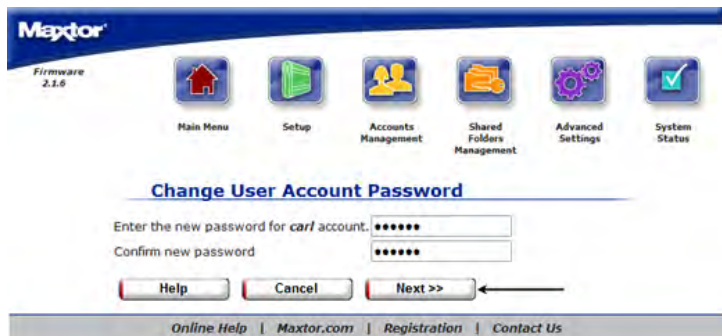 Maxtor
Firmware
2.1.6
Main Menu
Setup
Accounts
Management
Shared
Folders
Management
Advanced
Settings
System
Status
Change User Account Password
Enter the new password for carl account. ••••••
Confirm new password ••••••
Help Cancel Next >>
Online Help | Maxtor.com | Registration | Contact Us